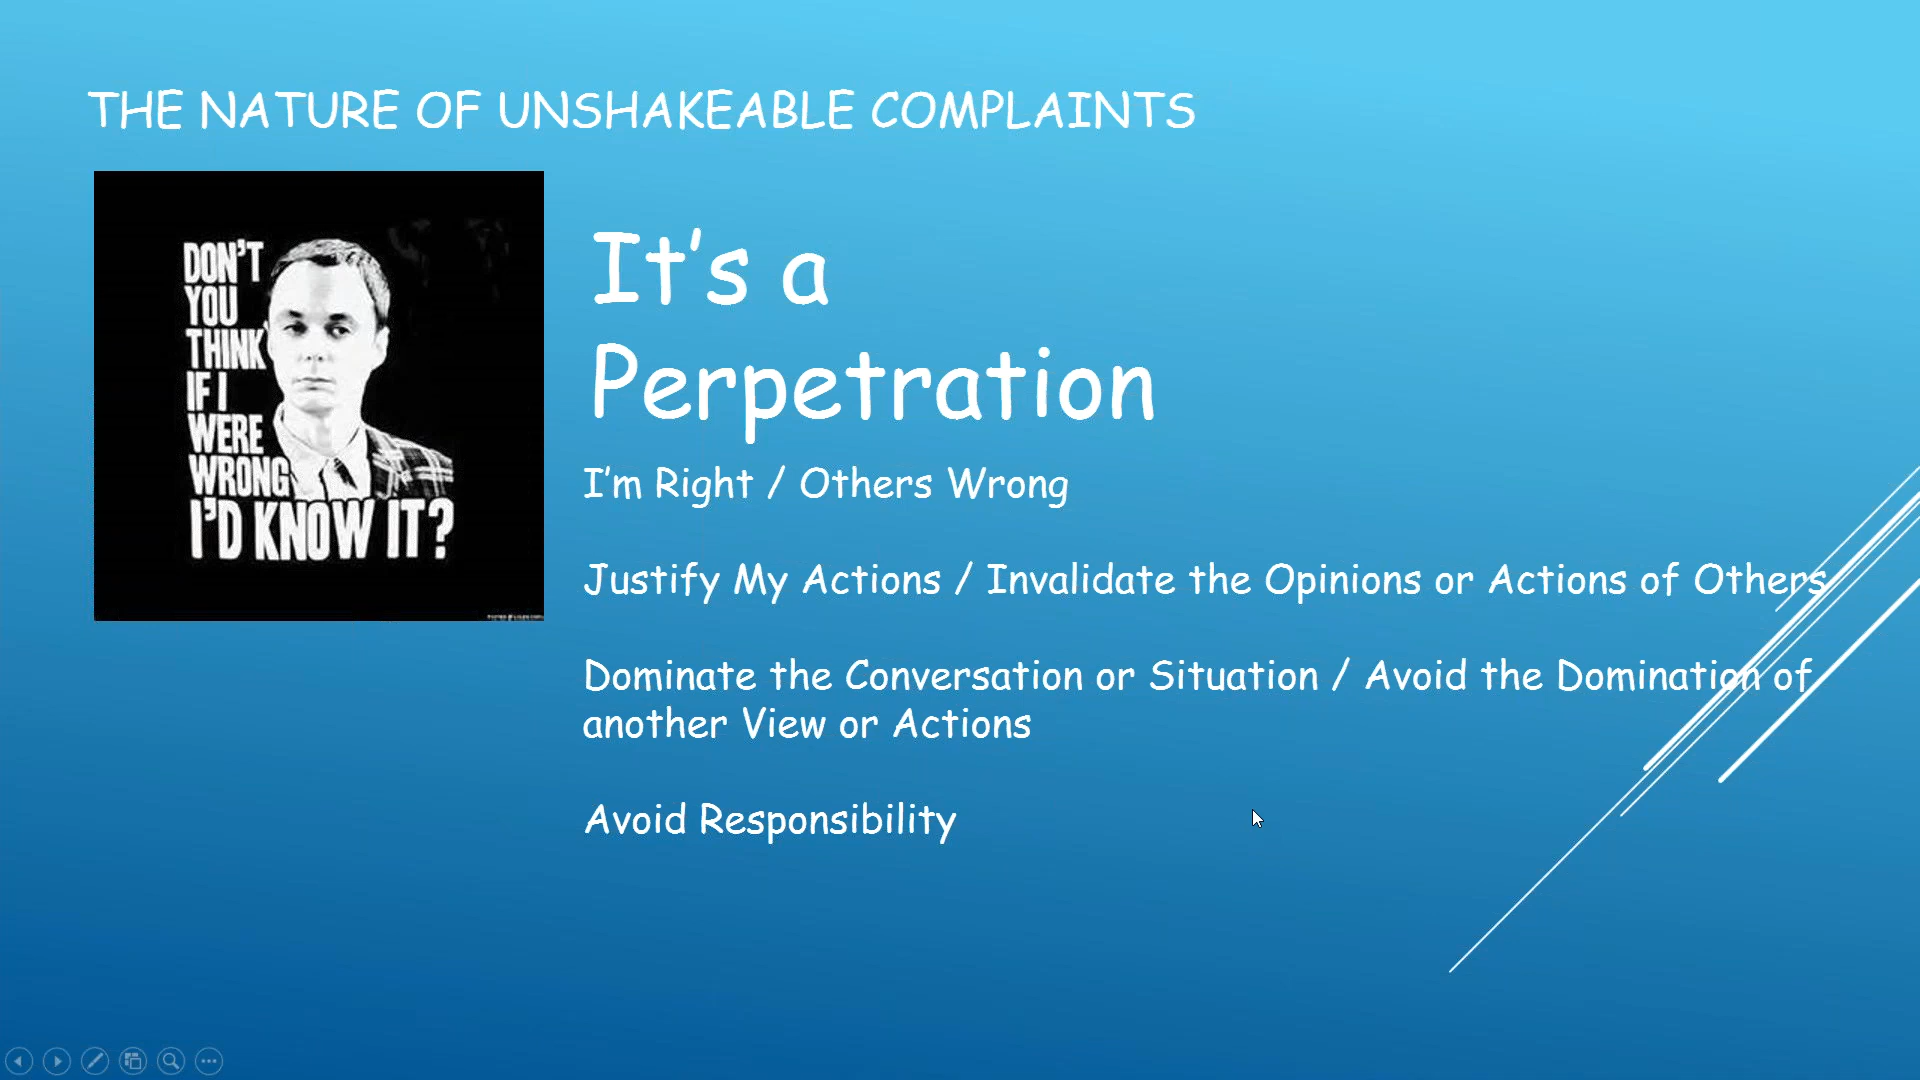 THE NATURE OF UNSHAKEABLE COMPLAINTS
DON'T
YOU
THINK
IF I
WERE
WRONG
I'D KNOW IT?
It's a
Perpetration
I'm Right / Others Wrong
Justify My Actions / Invalidate the Opinions or Actions of Others
Dominate the Conversation or Situation / Avoid the Domination of
another View or Actions
Avoid Responsibility